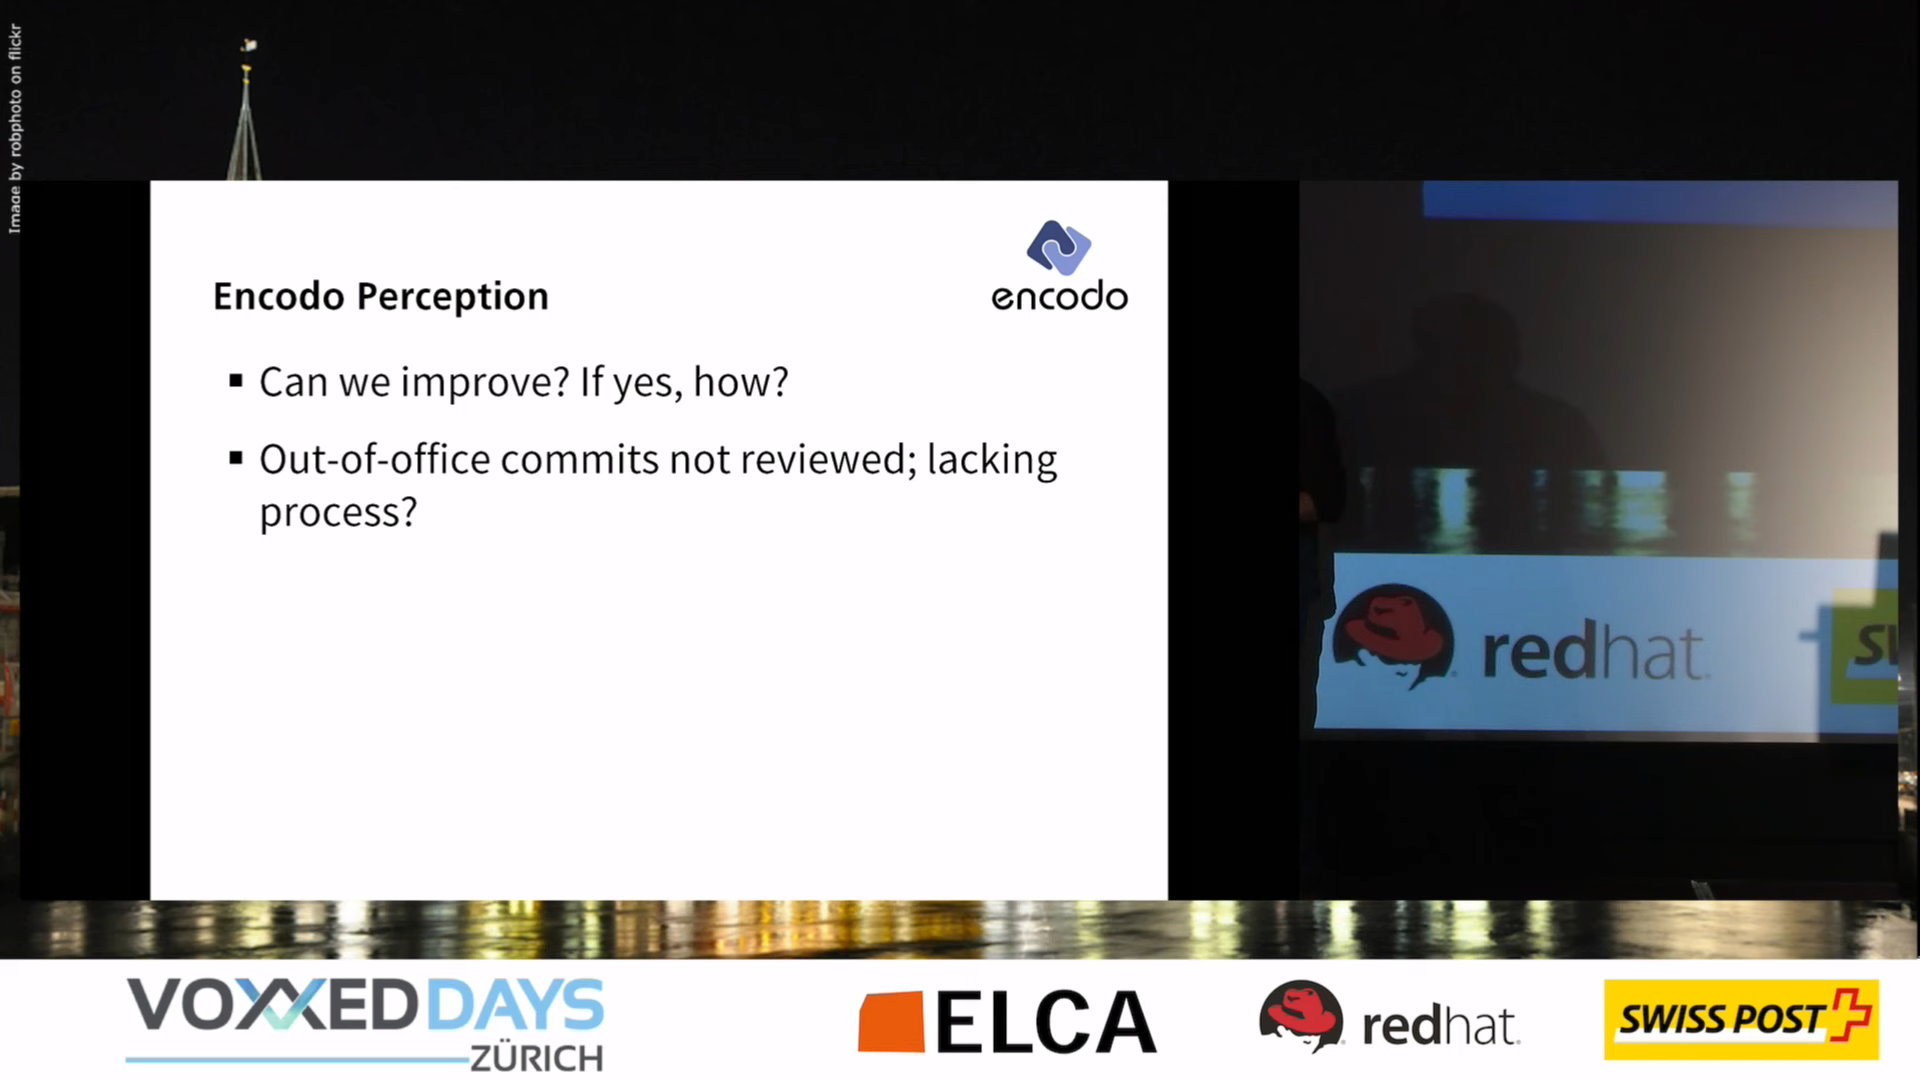 Image by robphoto on flickr
encodo
Encodo Perception
▪ Can we improve? If yes, how?
▪ Out-of-office commits not reviewed; lacking
process?
redhat.
VOXXED DAYS
ZÜRICH
ELCA
redhat.
SWISS POST